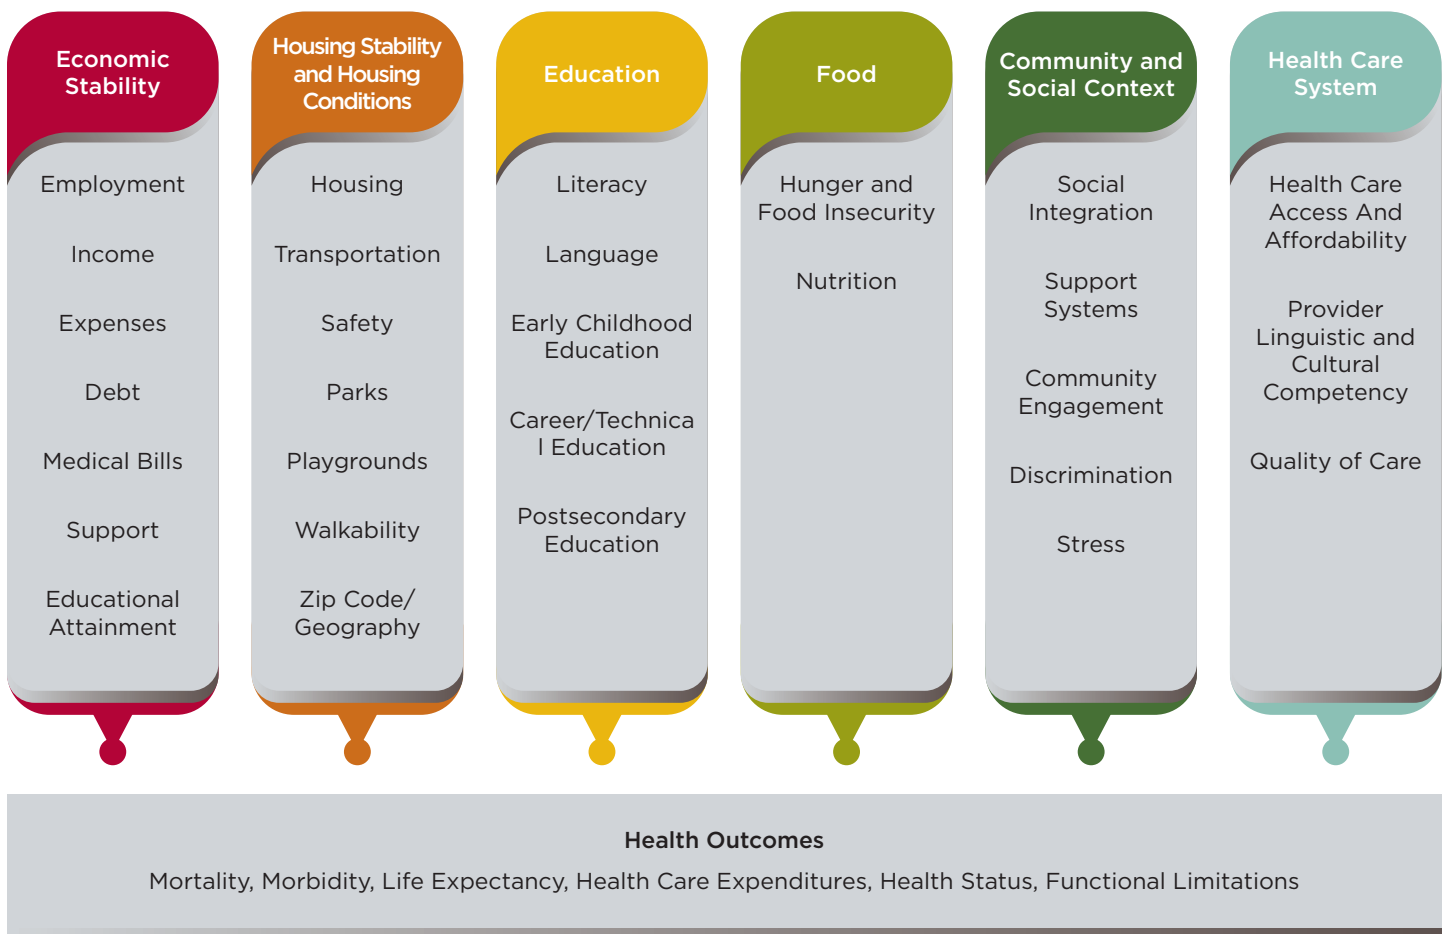 Economic
Stability
Employment
Income
Expenses
Debt
Medical Bills
Support
Educational
Attainment
Housing Stability
and Housing
Conditions
Housing
Transportation
Safety
Parks
Playgrounds
Walkability
Zip Code/
Geography
Education
Literacy
Language
Early Childhood
Education
Career/Technica
l Education
Postsecondary
Education
Food
Hunger and
Food Insecurity
Nutrition
Community and
Social Context
Social
Integration
Support
Systems
Community
Engagement
Discrimination
Stress
Health Care
System
Health Care
Access And
Affordability
Provider
Linguistic and
Cultural
Competency
Quality of Care
Health Outcomes
Mortality, Morbidity, Life Expectancy, Health Care Expenditures, Health Status, Functional Limitations